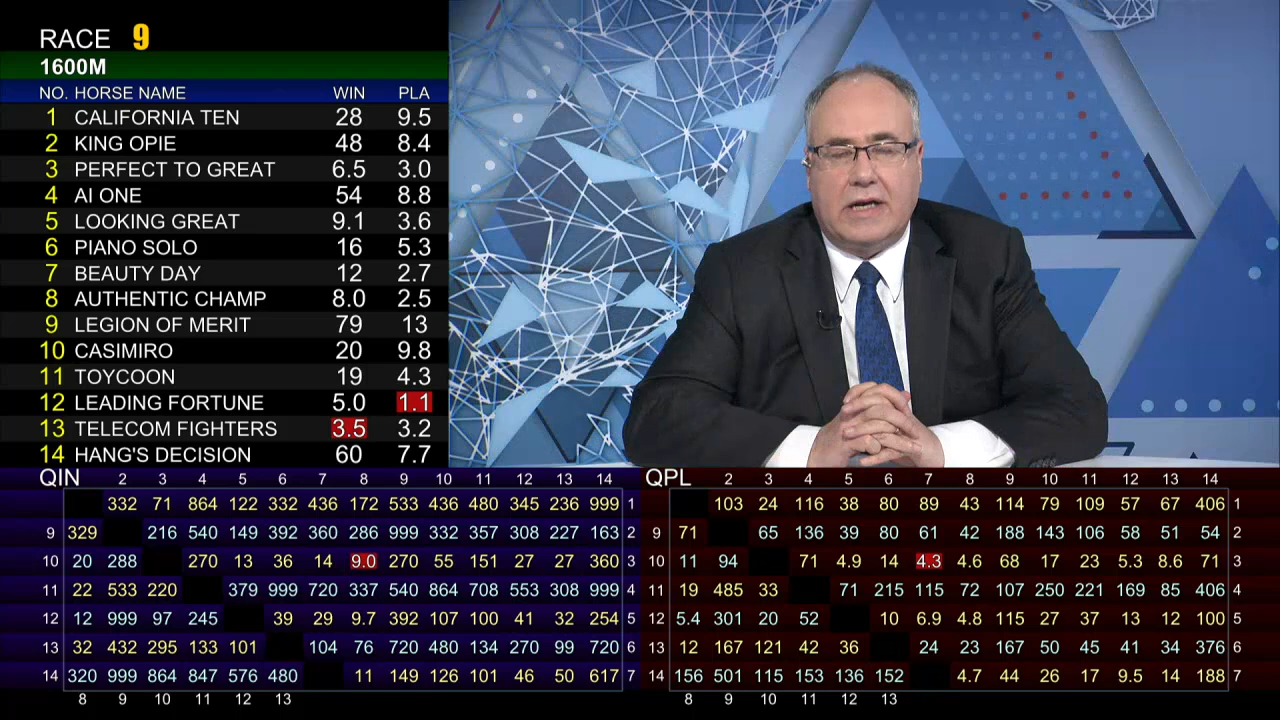 RACE 9
1600M
NO. HORSE NAME WIN PLA
1 CALIFORNIA TEN 28 9.5
2 KING OPIE 48 8.4
3 PERFECT TO GREAT 6.5 3.0
4 AI ONE 54 8.8
5 LOOKING GREAT 9.1 3.6
6 PIANO SOLO 16 5.3
7 BEAUTY DAY 12 2.7
8 AUTHENTIC CHAMP 8.0 2.5
9 LEGION OF MERIT 79 13
10 CASIMIRO 20 9.8
11 TOYCOON 19 4.3
12 LEADING FORTUNE 5.0 1.1
13 TELECOM FIGHTERS 3.5 3.2
14 HANG'S DECISION 60 7.7
QIN 2 3 4 5 6 7 8 9 10 11 12 13 14
332 71 864 122 332 436 172 533 436 480 345 236 999 1
9 329 216 540 149 392 360 286 999 332 357 308 227 163 2
10 20 288 270 13 36 14 9.0 270 55 151 27 27 360 3
11 22 533 220 379 999 720 337 540 864 708 553 308 999 4
12 12 999 97 245 39 29 9.7 392 107 100 41 32 254 5
13 32 432 295 133 101 104 76 720 480 134 270 99 720 6
14 320 999 864 847 576 480 11 149 126 101 46 50 617 7
8 9 10 11 12 13
QPL 2 3 4 5 6 7 8 9 10 11 12 13 14
103 24 116 38 80 89 43 114 79 109 57 67 406 1
9 71 65 136 39 80 61 42 188 143 106 58 51 54 2
10 11 94 71 4.9 14 4.3 4.6 68 17 23 5.3 8.6 71 3
11 19 485 33 71 215 115 72 107 250 221 169 85 406 4
12 5.4 301 20 52 10 6.9 4.8 115 27 37 13 12 100 5
13 12 167 121 42 36 24 23 167 50 45 41 34 376 6
14 156 501 115 153 136 152 4.7 44 26 17 9.5 14 188 7
8 9 10 11 12 13